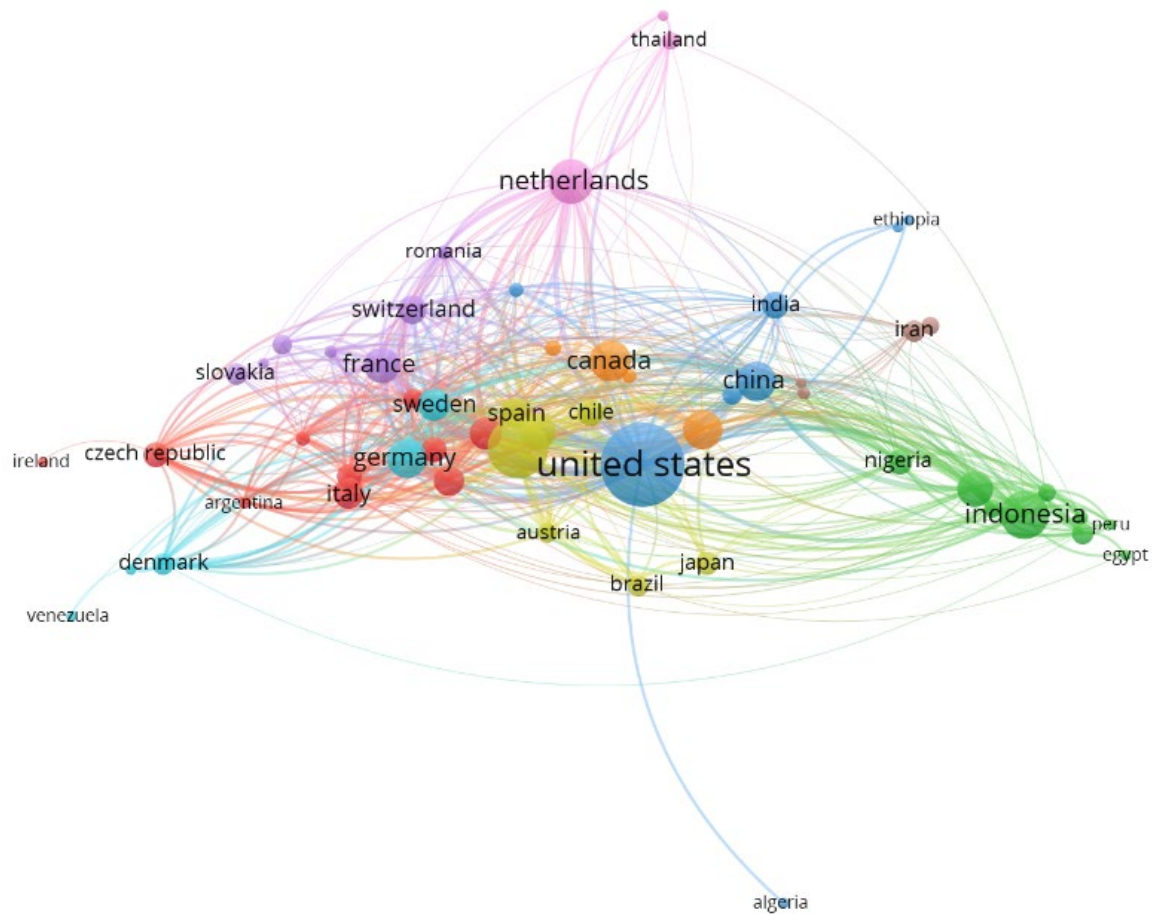 thailand
netherlands
ethiopia
romania
switzerland
india
iran
slovakia
france
canada
china
sweden
spain
chile
ireland
czech republic
germany
united states
nigeria
argentina
italy
indonesia
peru
austria
egypt
denmark
brazil
japan
venezuela
algeria